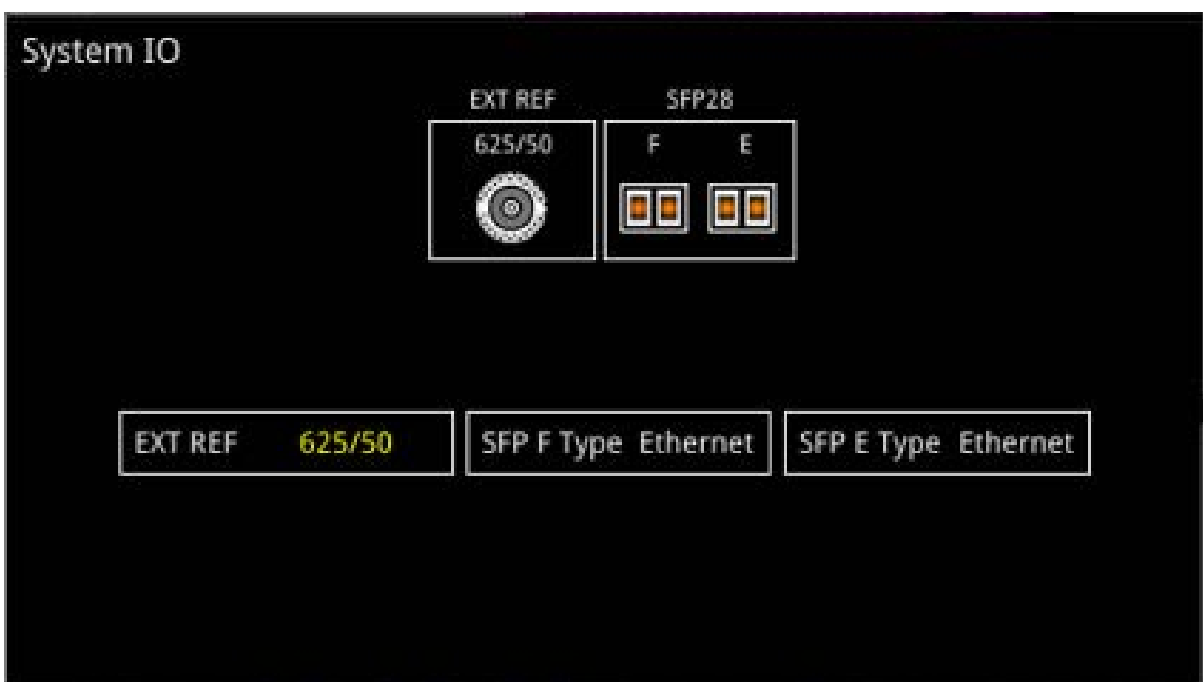 System IO
EXT REF SFP28
625/50 F E
EXT REF 625/50 SFP F Type Ethernet SFP E Type Ethernet